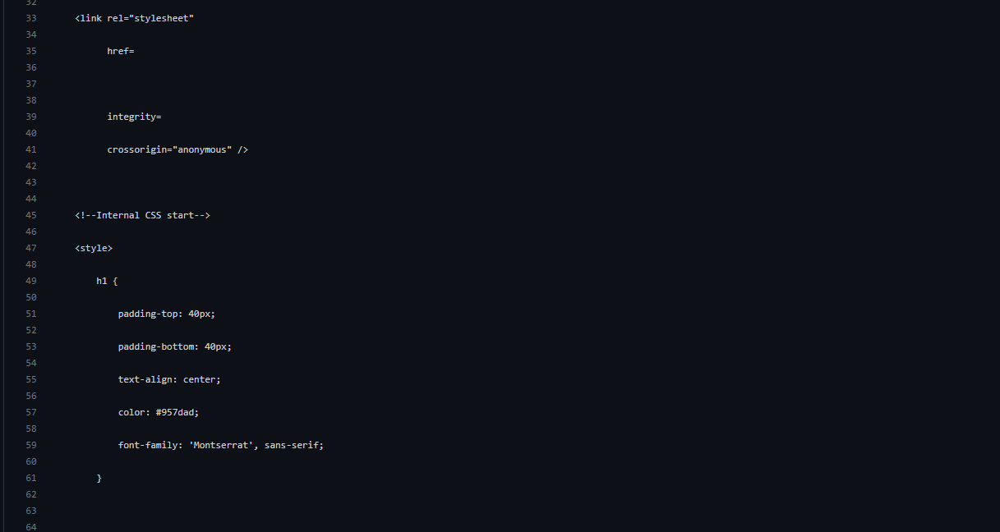 32
33 <link rel="stylesheet"
34
35 href=
36
37
38
39 integrity=
40
41 crossorigin="anonymous" />
42
43
44
45 <!--Internal CSS start-->
46
47 <style>
48
49 h1 {
50
51 padding-top: 40px;
52
53 padding-bottom: 40px;
54
55 text-align: center;
56
57 color: #957dad;
58
59 font-family: 'Montserrat', sans-serif;
60
61 }
62
63
64